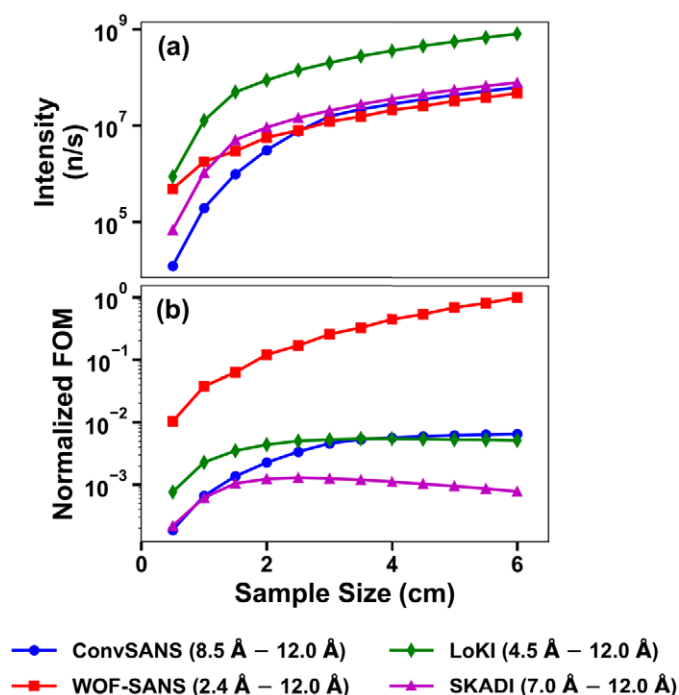 (a)
10^9
10^7
10^5
Intensity
(n/s)
(b)
10^0
10^-1
10^-2
10^-3
Normalized FOM
0 2 4 6
Sample Size (cm)
ConvSANS (8.5 Å – 12.0 Å) LoKI (4.5 Å – 12.0 Å)
WOF-SANS (2.4 Å – 12.0 Å) SKADI (7.0 Å – 12.0 Å)